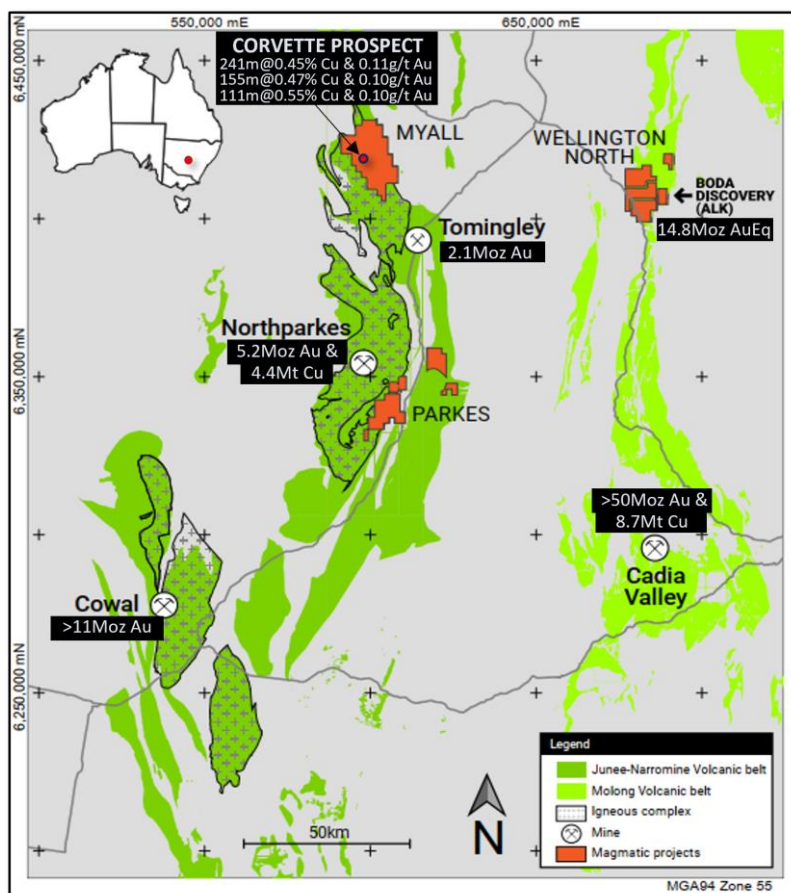 550,000 mE
650,000 mE
6,450,000 mN
6,350,000 mN
6,250,000 mN
CORVETTE PROSPECT
241m@0.45% Cu & 0.11g/t Au
155m@0.47% Cu & 0.10g/t Au
111m@0.55% Cu & 0.10g/t Au
MYALL
WELLINGTON
NORTH
BODA
DISCOVERY
(ALK)
14.8Moz AuEq
Tomingley
2.1Moz Au
Northparkes
5.2Moz Au &
4.4Mt Cu
PARKES
>50Moz Au &
8.7Mt Cu
Cadia
Valley
Cowal
>11Moz Au
Legend
Junee-Narromine Volcanic belt
Molong Volcanic belt
Igneous complex
Mine
Magmatic projects
50km
N
MGA94 Zone 55